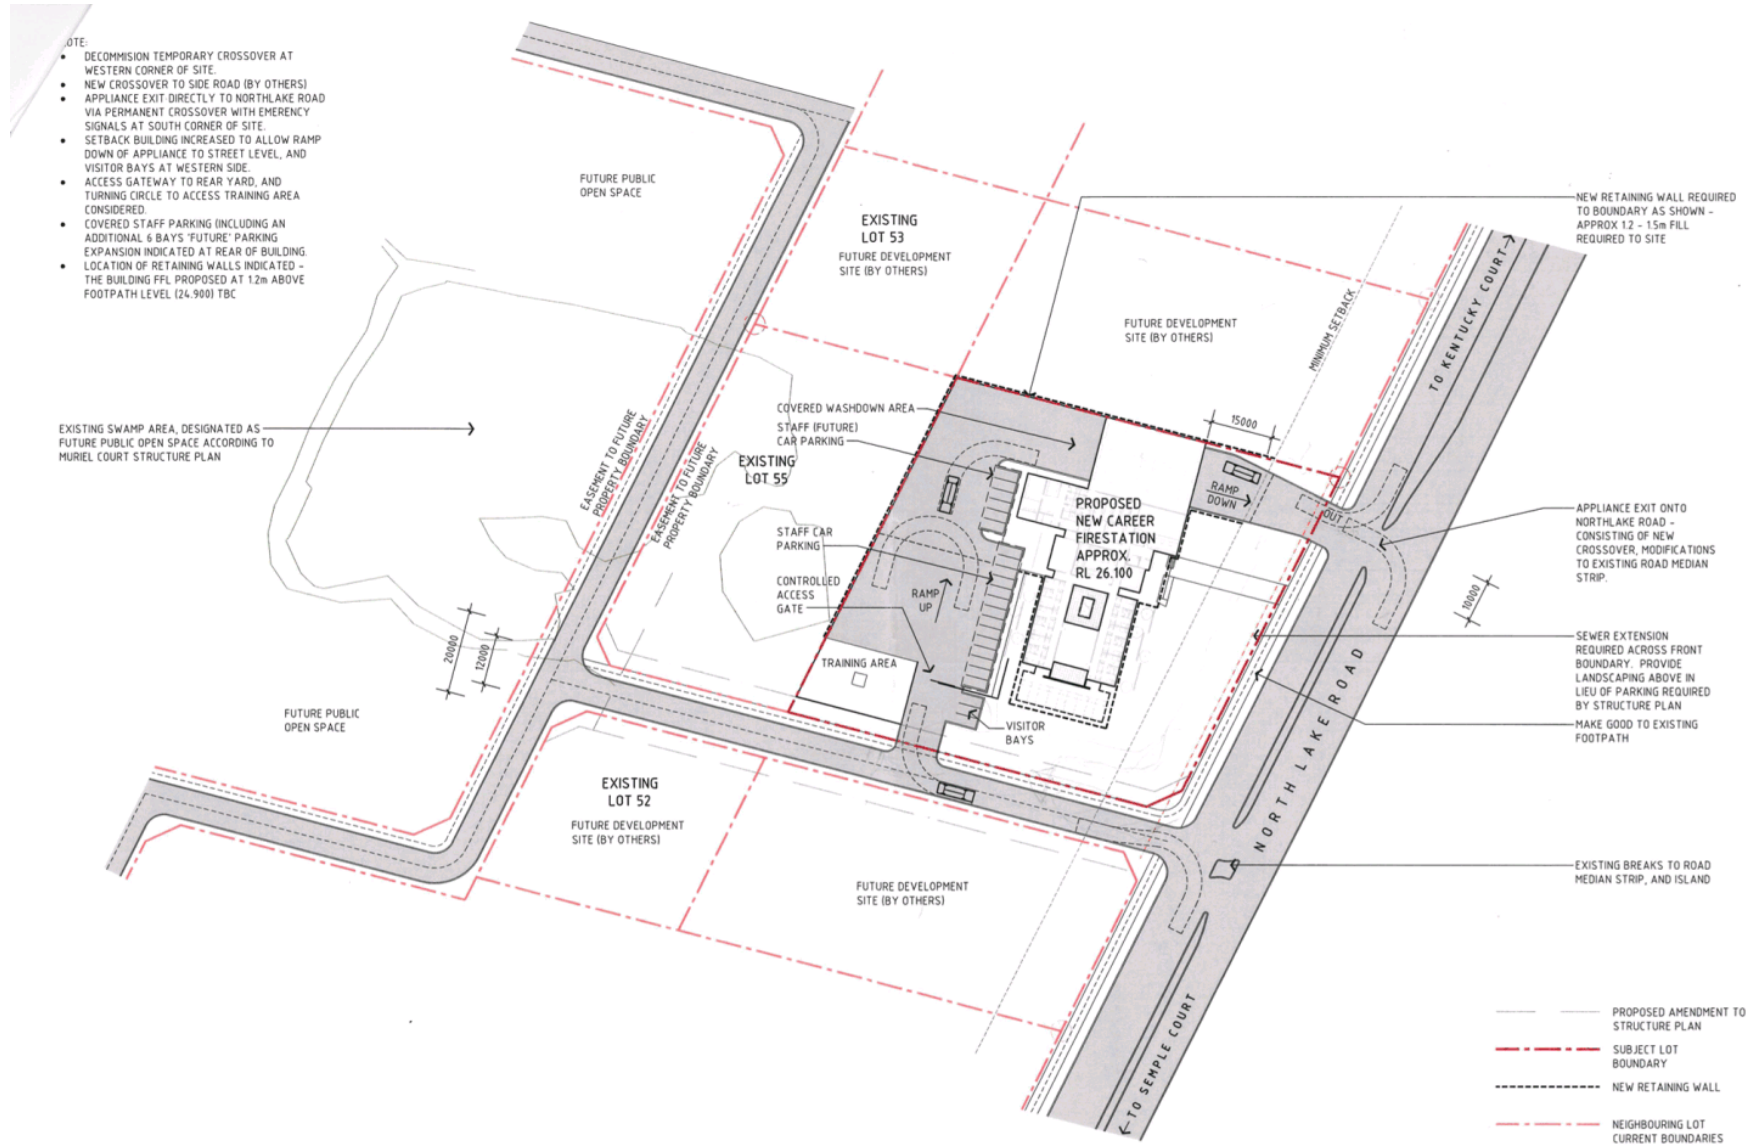 OTE:
• DECOMMISION TEMPORARY CROSSOVER AT
WESTERN CORNER OF SITE.
• NEW CROSSOVER TO SIDE ROAD (BY OTHERS)
• APPLIANCE EXIT DIRECTLY TO NORTHLAKE ROAD
VIA PERMANENT CROSSOVER WITH EMERENCY
SIGNALS AT SOUTH CORNER OF SITE.
• SETBACK BUILDING INCREASED TO ALLOW RAMP
DOWN OF APPLIANCE TO STREET LEVEL, AND
VISITOR BAYS AT WESTERN SIDE.
• ACCESS GATEWAY TO REAR YARD, AND
TURNING CIRCLE TO ACCESS TRAINING AREA
CONSIDERED.
• COVERED STAFF PARKING (INCLUDING AN
ADDITIONAL 6 BAYS 'FUTURE' PARKING
EXPANSION INDICATED AT REAR OF BUILDING.
• LOCATION OF RETAINING WALLS INDICATED -
THE BUILDING FFL PROPOSED AT 1.2m ABOVE
FOOTPATH LEVEL (24.900) TBC
FUTURE PUBLIC
OPEN SPACE
EXISTING
LOT 53
FUTURE DEVELOPMENT
SITE (BY OTHERS)
FUTURE DEVELOPMENT
SITE (BY OTHERS)
MINIMUM SETBACK
TO KENTUCKY COURT
NEW RETAINING WALL REQUIRED
TO BOUNDARY AS SHOWN -
APPROX 1.2 - 1.5m FILL
REQUIRED TO SITE
EXISTING SWAMP AREA, DESIGNATED AS
FUTURE PUBLIC OPEN SPACE ACCORDING TO
MURIEL COURT STRUCTURE PLAN
EASEMENT TO FUTURE
PROPERTY BOUNDARY
EASEMENT TO FUTURE
PROPERTY BOUNDARY
COVERED WASHDOWN AREA
STAFF (FUTURE)
CAR PARKING
EXISTING
LOT 55
15000
RAMP
DOWN
OUT
PROPOSED
NEW CAREER
FIRESTATION
APPROX.
RL 26.100
STAFF CAR
PARKING
CONTROLLED
ACCESS
GATE
RAMP
UP
APPLIANCE EXIT ONTO
NORTHLAKE ROAD -
CONSISTING OF NEW
CROSSOVER, MODIFICATIONS
TO EXISTING ROAD MEDIAN
STRIP.
10000
20000
12000
TRAINING AREA
SEWER EXTENSION
REQUIRED ACROSS FRONT
BOUNDARY. PROVIDE
LANDSCAPING ABOVE IN
LIEU OF PARKING REQUIRED
BY STRUCTURE PLAN
MAKE GOOD TO EXISTING
FOOTPATH
FUTURE PUBLIC
OPEN SPACE
VISITOR
BAYS
NORTH LAKE ROAD
EXISTING
LOT 52
FUTURE DEVELOPMENT
SITE (BY OTHERS)
FUTURE DEVELOPMENT
SITE (BY OTHERS)
EXISTING BREAKS TO ROAD
MEDIAN STRIP, AND ISLAND
TO SEMPLE COURT
PROPOSED AMENDMENT TO
STRUCTURE PLAN
SUBJECT LOT
BOUNDARY
NEW RETAINING WALL
NEIGHBOURING LOT
CURRENT BOUNDARIES